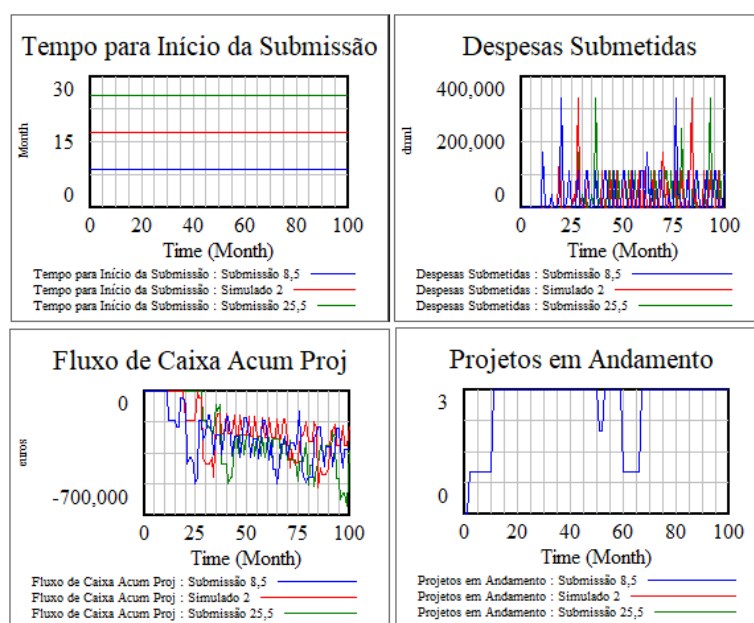 Tempo para Início da Submissão
30
15
0
Month
0 20 40 60 80 100
Time (Month)
Tempo para Início da Submissão : Submissão 8,5
Tempo para Início da Submissão : Simulado 2
Tempo para Início da Submissão : Submissão 25,5
Despesas Submetidas
400,000
200,000
0
dmnl
0 25 50 75 100
Time (Month)
Despesas Submetidas : Submissão 8,5
Despesas Submetidas : Simulado 2
Despesas Submetidas : Submissão 25,5
Fluxo de Caixa Acum Proj
0
-700,000
euros
0 25 50 75 100
Time (Month)
Fluxo de Caixa Acum Proj : Submissão 8,5
Fluxo de Caixa Acum Proj : Simulado 2
Fluxo de Caixa Acum Proj : Submissão 25,5
Projetos em Andamento
3
0
0 20 40 60 80 100
Time (Month)
Projetos em Andamento : Submissão 8,5
Projetos em Andamento : Simulado 2
Projetos em Andamento : Submissão 25,5